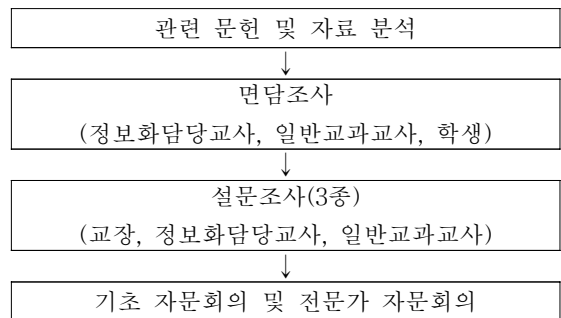 관련 문헌 및 자료 분석
↓
면담조사
(정보화담당교사, 일반교과교사, 학생)
↓
설문조사(3종)
(교장, 정보화담당교사, 일반교과교사)
↓
기초 자문회의 및 전문가 자문회의